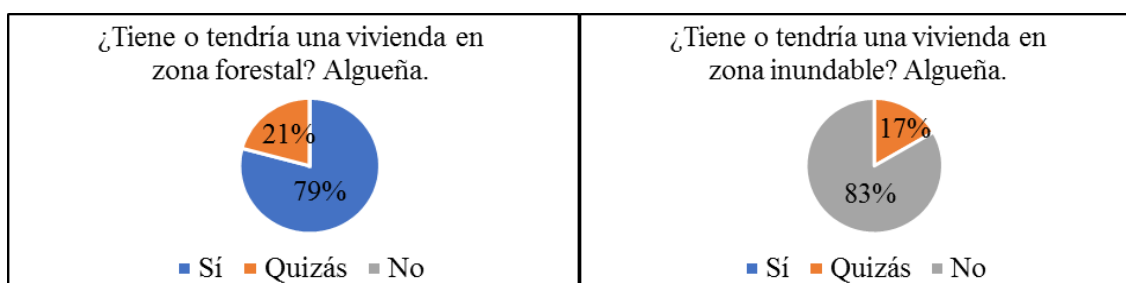 ¿Tiene o tendría una vivienda en
zona forestal? Algueña.
21%
79%
Sí Quizás No
¿Tiene o tendría una vivienda en
zona inundable? Algueña.
17%
83%
Sí Quizás No